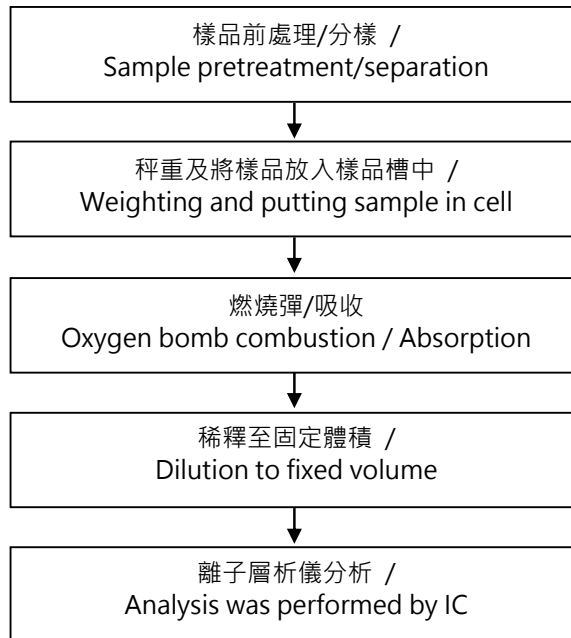 樣品前處理/分樣 /
Sample pretreatment/separation
秤重及將樣品放入樣品槽中 /
Weighting and putting sample in cell
燃燒彈/吸收
Oxygen bomb combustion / Absorption
稀釋至固定體積 /
Dilution to fixed volume
離子層析儀分析 /
Analysis was performed by IC